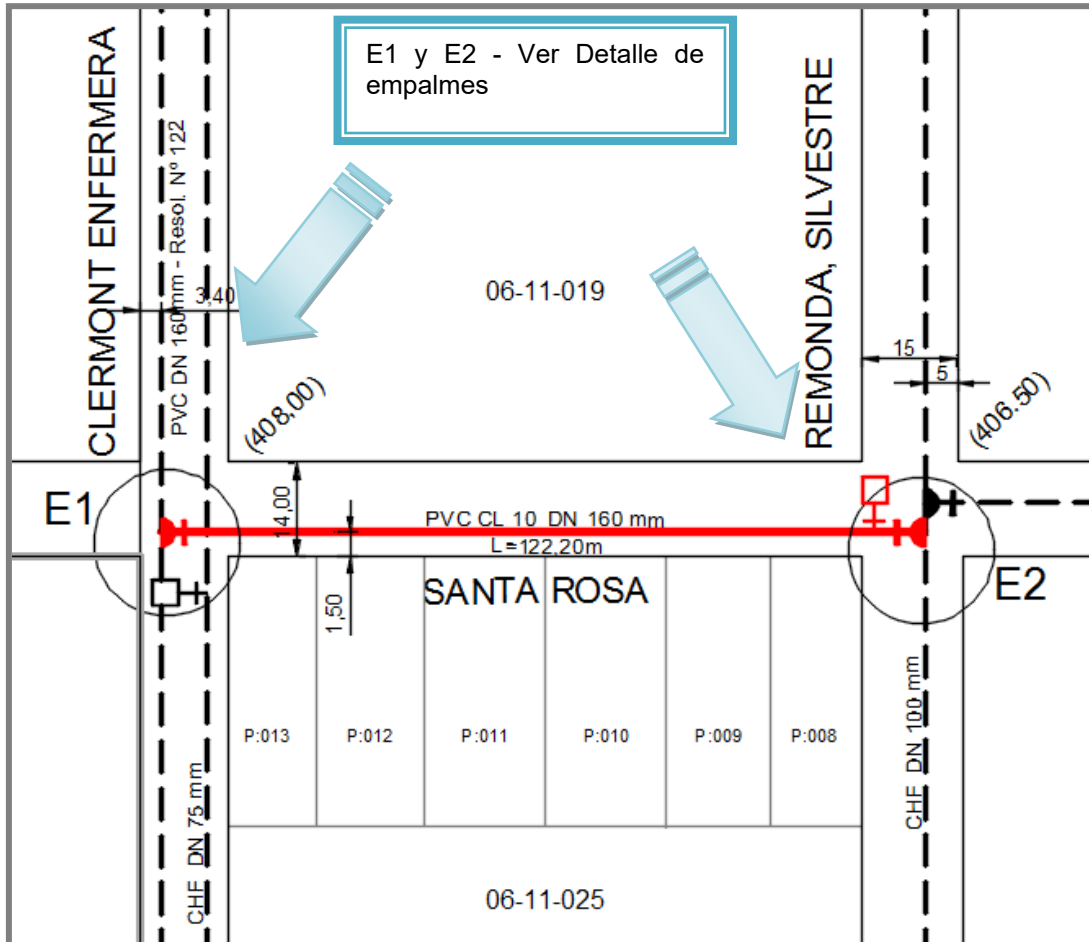 E1 y E2 - Ver Detalle de
empalmes
CLERMONT ENFERMERA
PVC DN 160mm - Resol. Nº 122
3,40
06-11-019
REMONDA, SILVESTRE
15
5
(408,00)
(406.50)
E1
14,00
PVC CL 10 DN 160 mm
L=122,20m
E2
1,50
SANTA ROSA
P:013
P:012
P:011
P:010
P:009
P:008
CHF DN 75 mm
CHF DN 100 mm
06-11-025